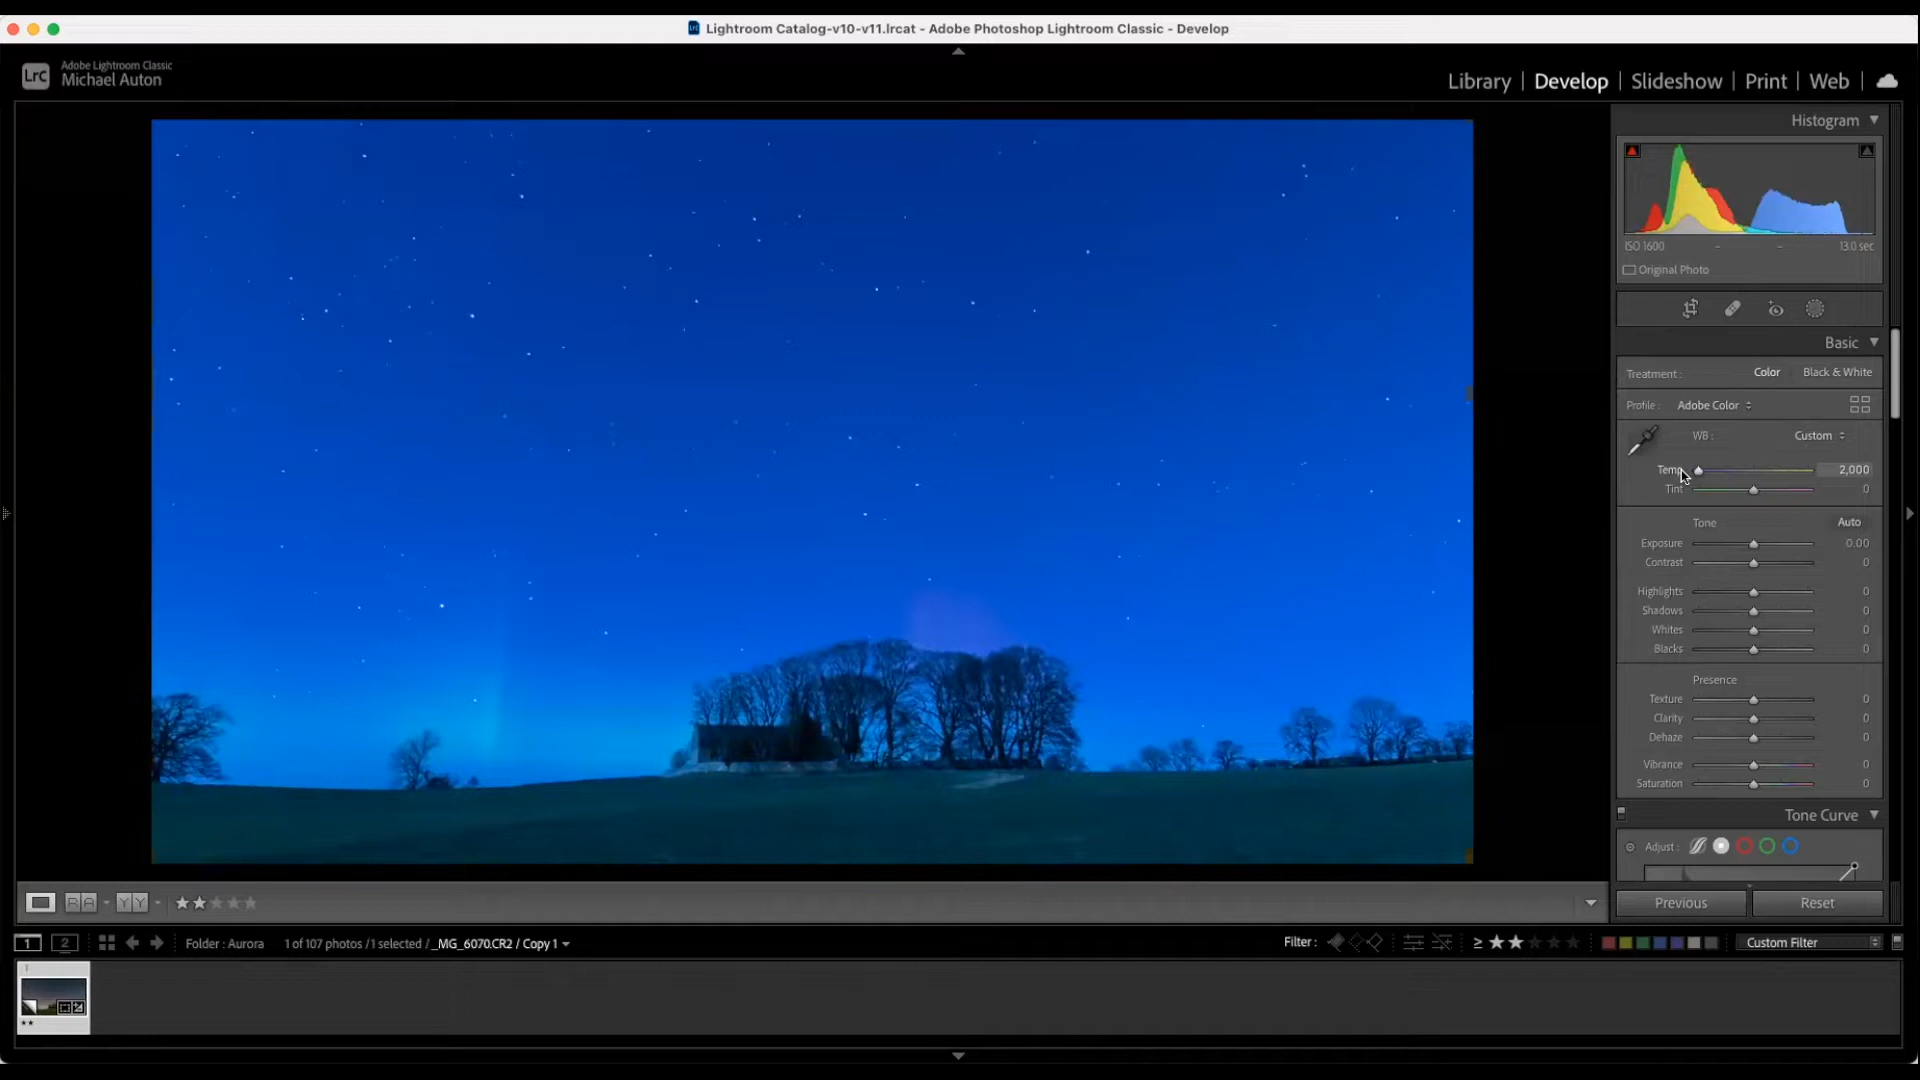 Lightroom Catalog-v10-v11.lrcat - Adobe Photoshop Lightroom Classic - Develop
LrC
Adobe Lightroom Classic
Michael Auton
Library | Develop | Slideshow | Print | Web |
Histogram
ISO 1600 – – 13.0 sec
Original Photo
Basic
Treatment : Color Black & White
Profile : Adobe Color
WB : Custom
Temp 2,000
Tint 0
Tone Auto
Exposure 0.00
Contrast 0
Highlights 0
Shadows 0
Whites 0
Blacks 0
Presence
Texture 0
Clarity 0
Dehaze 0
Vibrance 0
Saturation 0
Tone Curve
Adjust :
Previous Reset
R A Y Y
1 2 Folder : Aurora 1 of 107 photos / 1 selected / _MG_6070.CR2 / Copy 1 Filter : ≥ Custom Filter
1